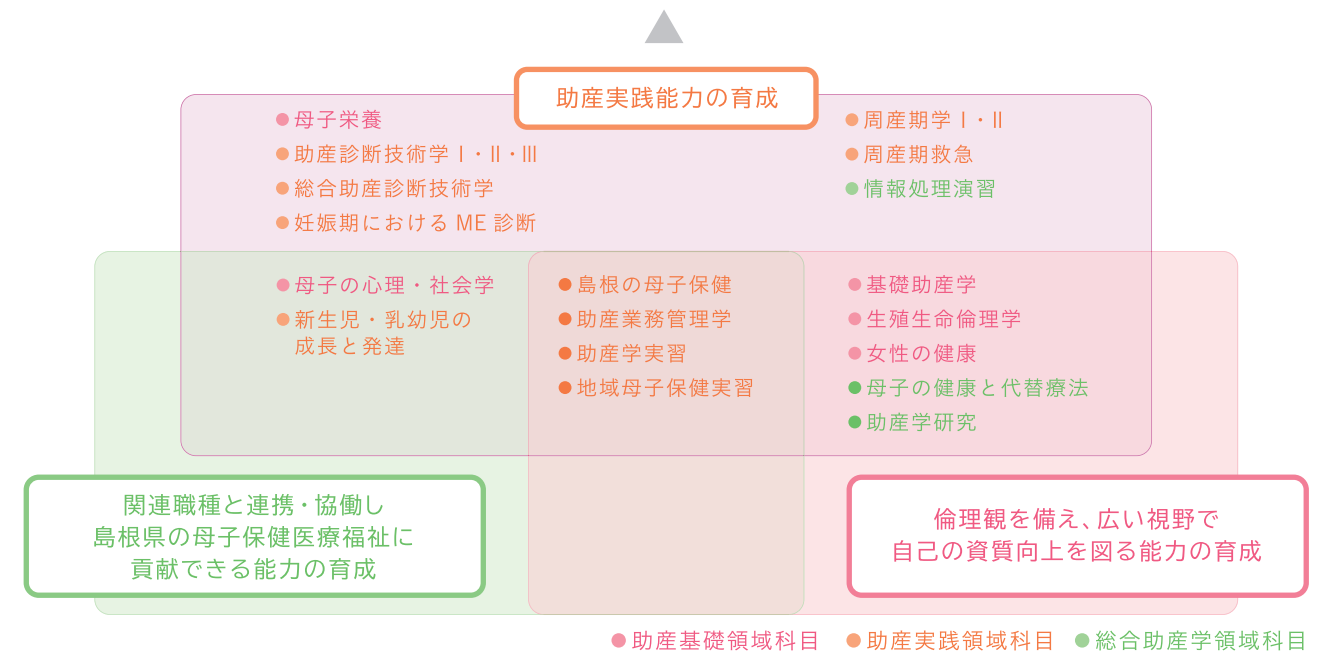 助産実践能力の育成
●母子栄養
●助産診断技術学Ⅰ・Ⅱ・Ⅲ
●総合助産診断技術学
●妊娠期における ME 診断
●周産期学Ⅰ・Ⅱ
●周産期救急
●情報処理演習
●母子の心理・社会学
●新生児・乳幼児の
成長と発達
●島根の母子保健
●助産業務管理学
●助産学実習
●地域母子保健実習
●基礎助産学
●生殖生命倫理学
●女性の健康
●母子の健康と代替療法
●助産学研究
関連職種と連携・協働し
島根県の母子保健医療福祉に
貢献できる能力の育成
倫理観を備え、広い視野で
自己の資質向上を図る能力の育成
●助産基礎領域科目 ●助産実践領域科目 ●総合助産学領域科目